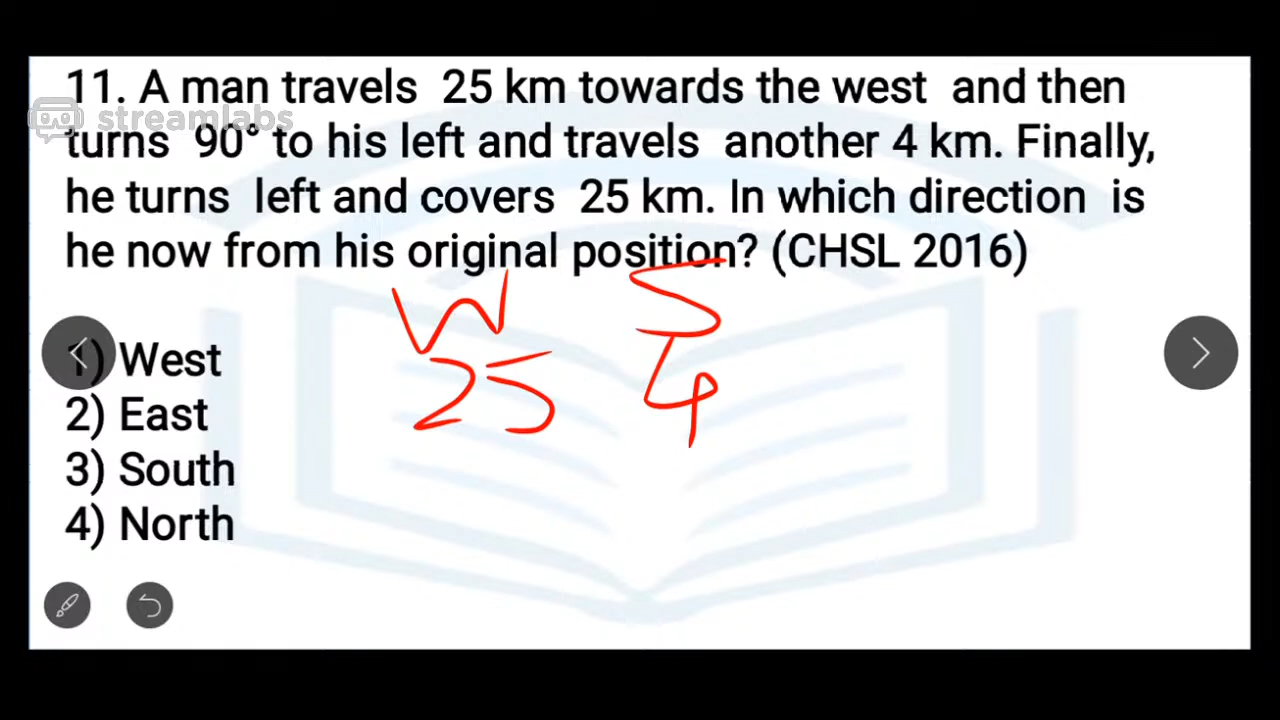 11. A man travels 25 km towards the west and then
streamlabs
turns 90° to his left and travels another 4 km. Finally,
he turns left and covers 25 km. In which direction is
he now from his original position? (CHSL 2016)
W S
25 4
1) West
2) East
3) South
4) North